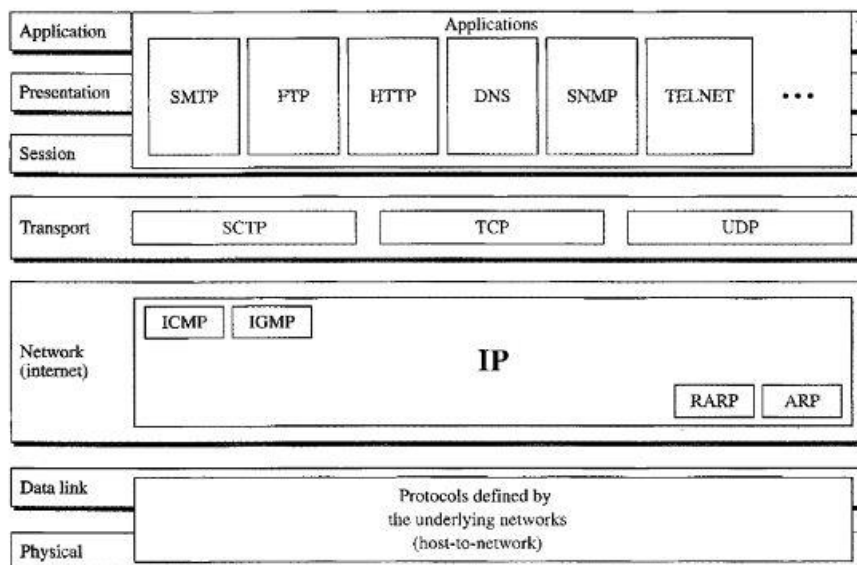 Applications
Application
Presentation
Session
SMTP
FTP
HTTP
DNS
SNMP
TELNET
•••
Transport
SCTP
TCP
UDP
Network
(internet)
ICMP
IGMP
IP
RARP
ARP
Data link
Physical
Protocols defined by
the underlying networks
(host-to-network)